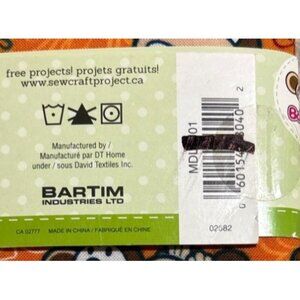 free projects! projets gratuits!
www.sewcraftproject.ca
Manufactured by /
Manufacturé par DT Home
under / sous David Textiles Inc.
BARTIM
INDUSTRIES LTD
CA 02777 MADE IN CHINA / FABRIQUÉ EN CHINE
02682